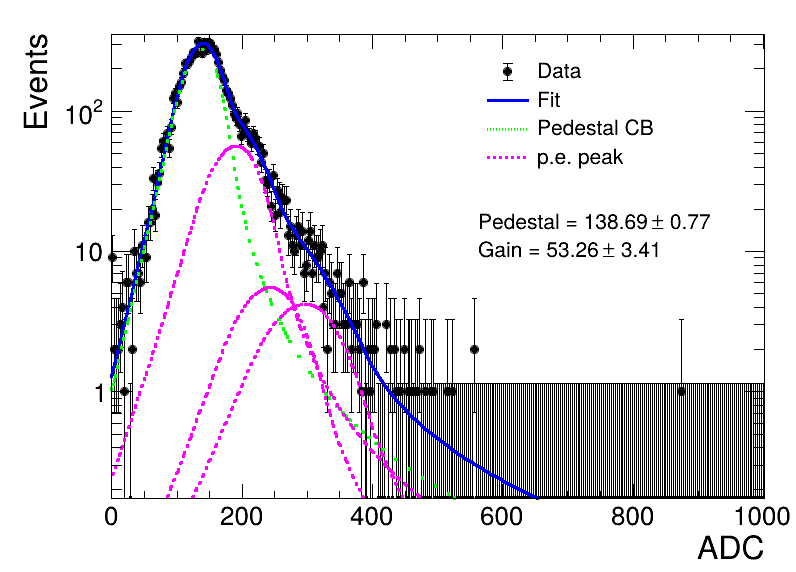 Events
Data
Fit
Pedestal CB
p.e. peak
Pedestal = 138.69 ± 0.77
Gain = 53.26 ± 3.41
10²
10
1
0 200 400 600 800 1000
ADC